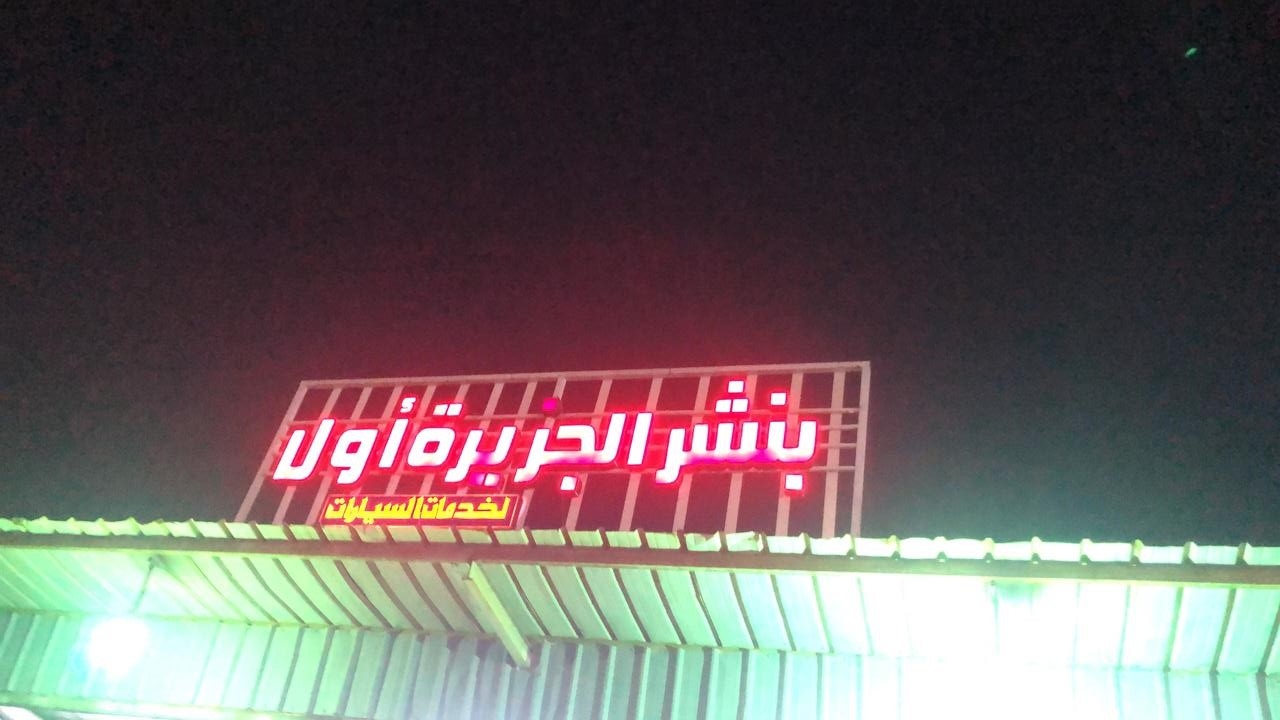 بنشر الجزيرة أولا
لخدمات السيارات